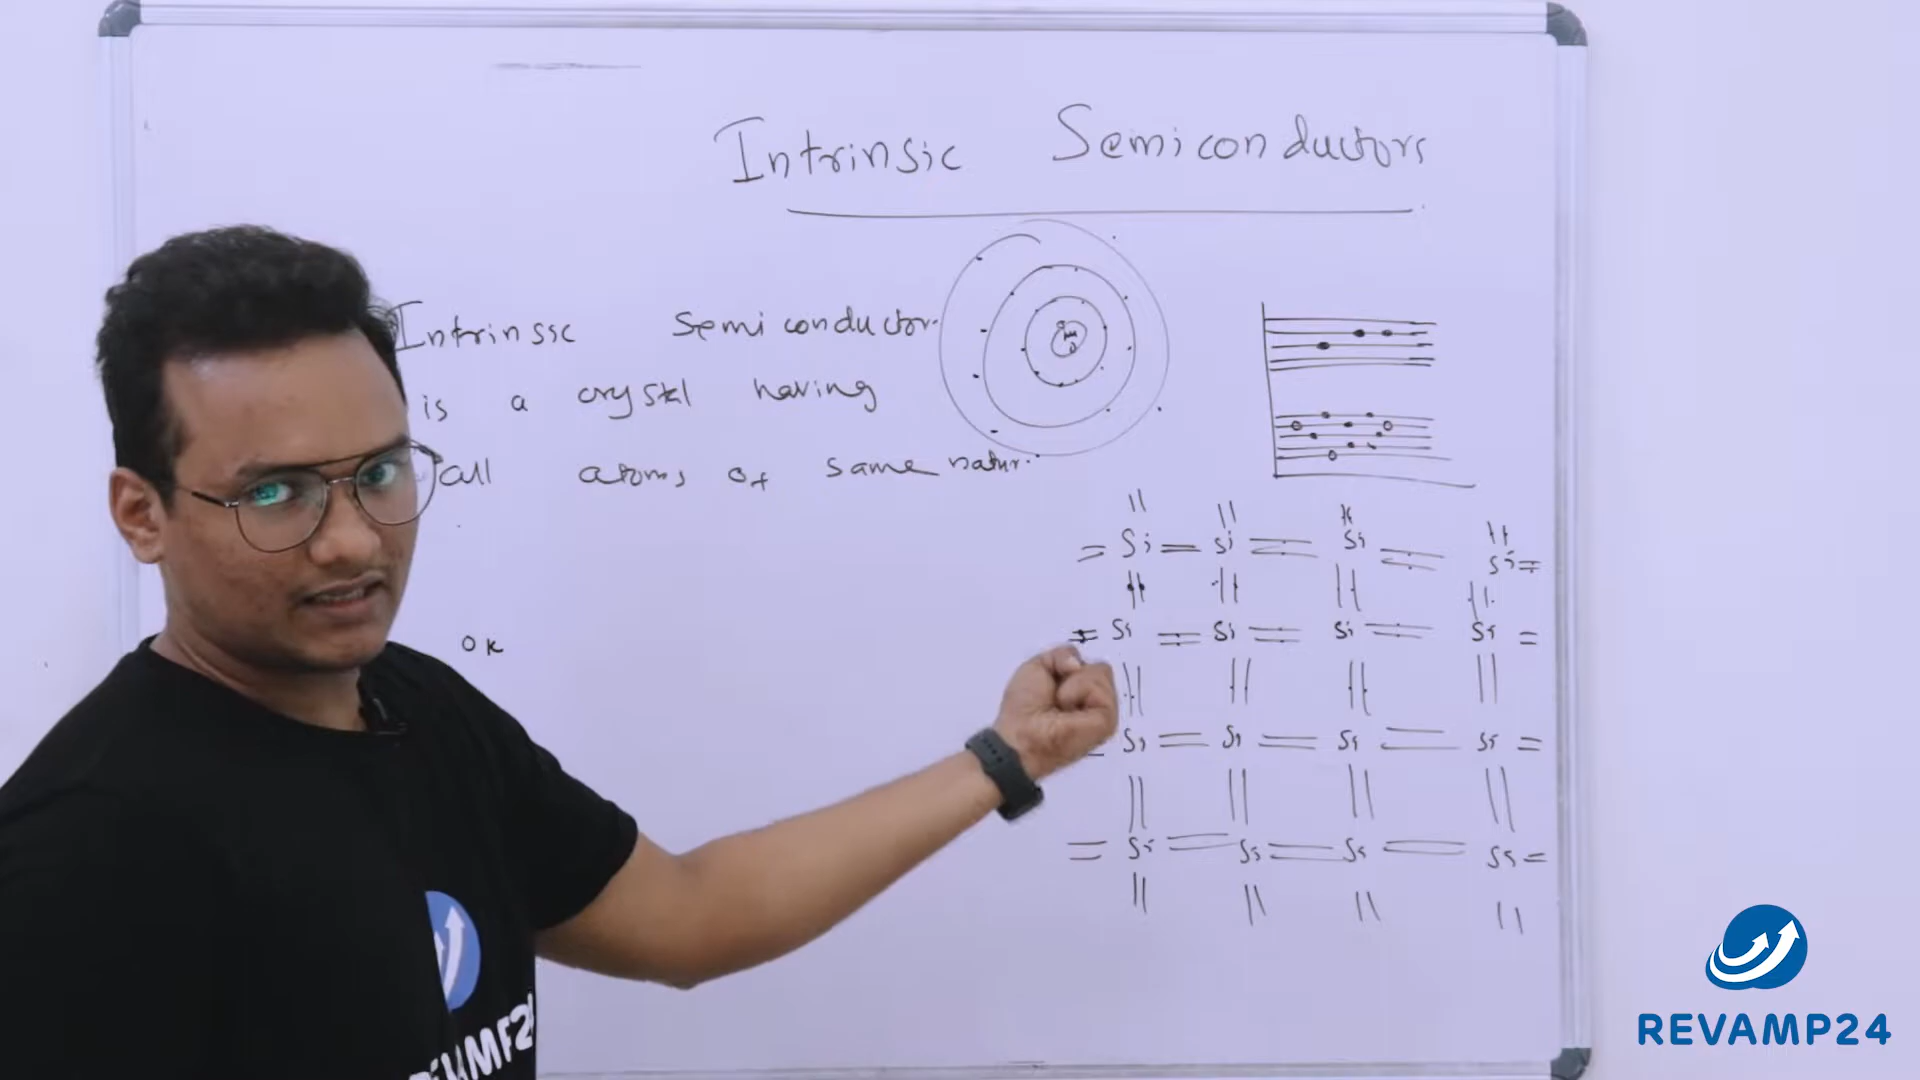 Intrinsic Semiconductors
Intrinsic Semiconductor
is a crystal having
all atoms of same natur.
OK
Si Si Si Si
Si Si Si Si
Si Si Si Si
Si Si Si Si
REVAMP24